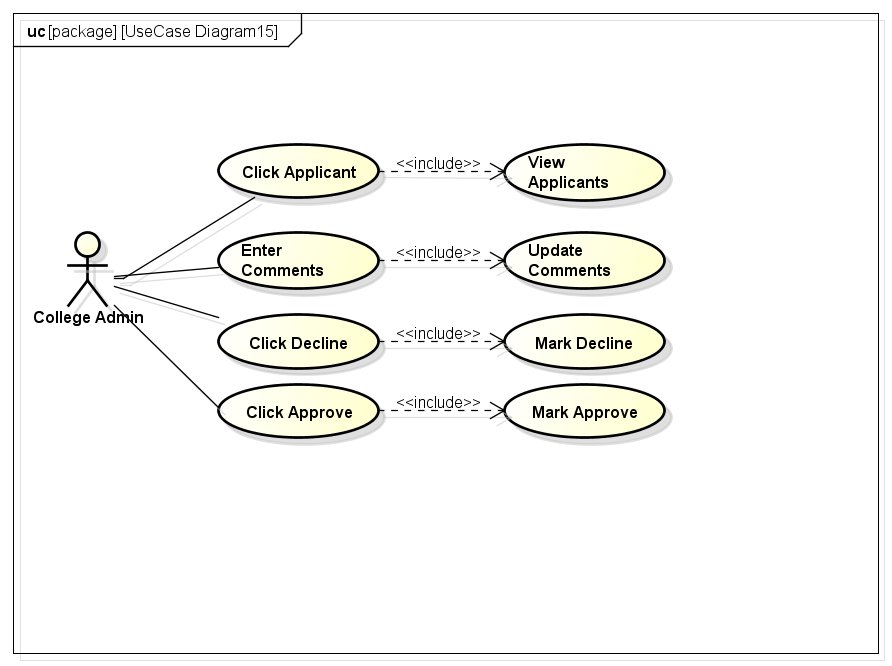 uc [package] [UseCase Diagram15]
Click Applicant
<<include>>
View
Applicants
Enter
Comments
<<include>>
Update
Comments
College Admin
Click Decline
<<include>>
Mark Decline
Click Approve
<<include>>
Mark Approve